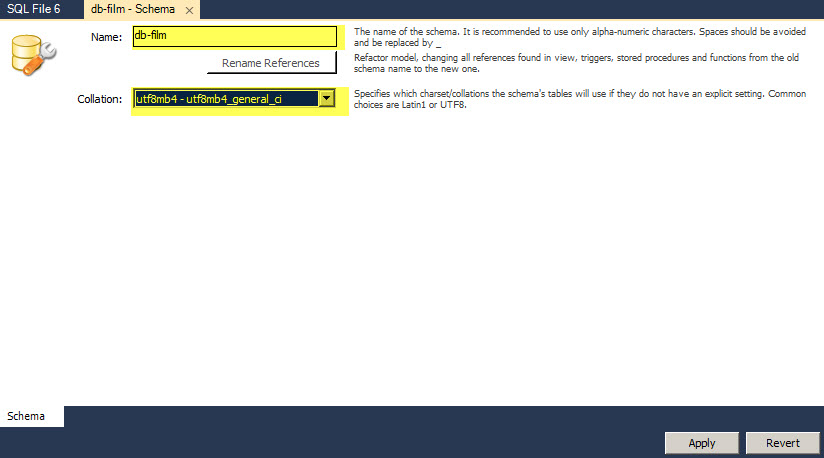 SQL File 6
db-film - Schema
Name:
db-film
The name of the schema. It is recommended to use only alpha-numeric characters. Spaces should be avoided
and be replaced by _
Rename References
Refactor model, changing all references found in view, triggers, stored procedures and functions from the old
schema name to the new one.
Collation:
utf8mb4 - utf8mb4_general_ci
Specifies which charset/collations the schema's tables will use if they do not have an explicit setting. Common
choices are Latin1 or UTF8.
Schema
Apply
Revert